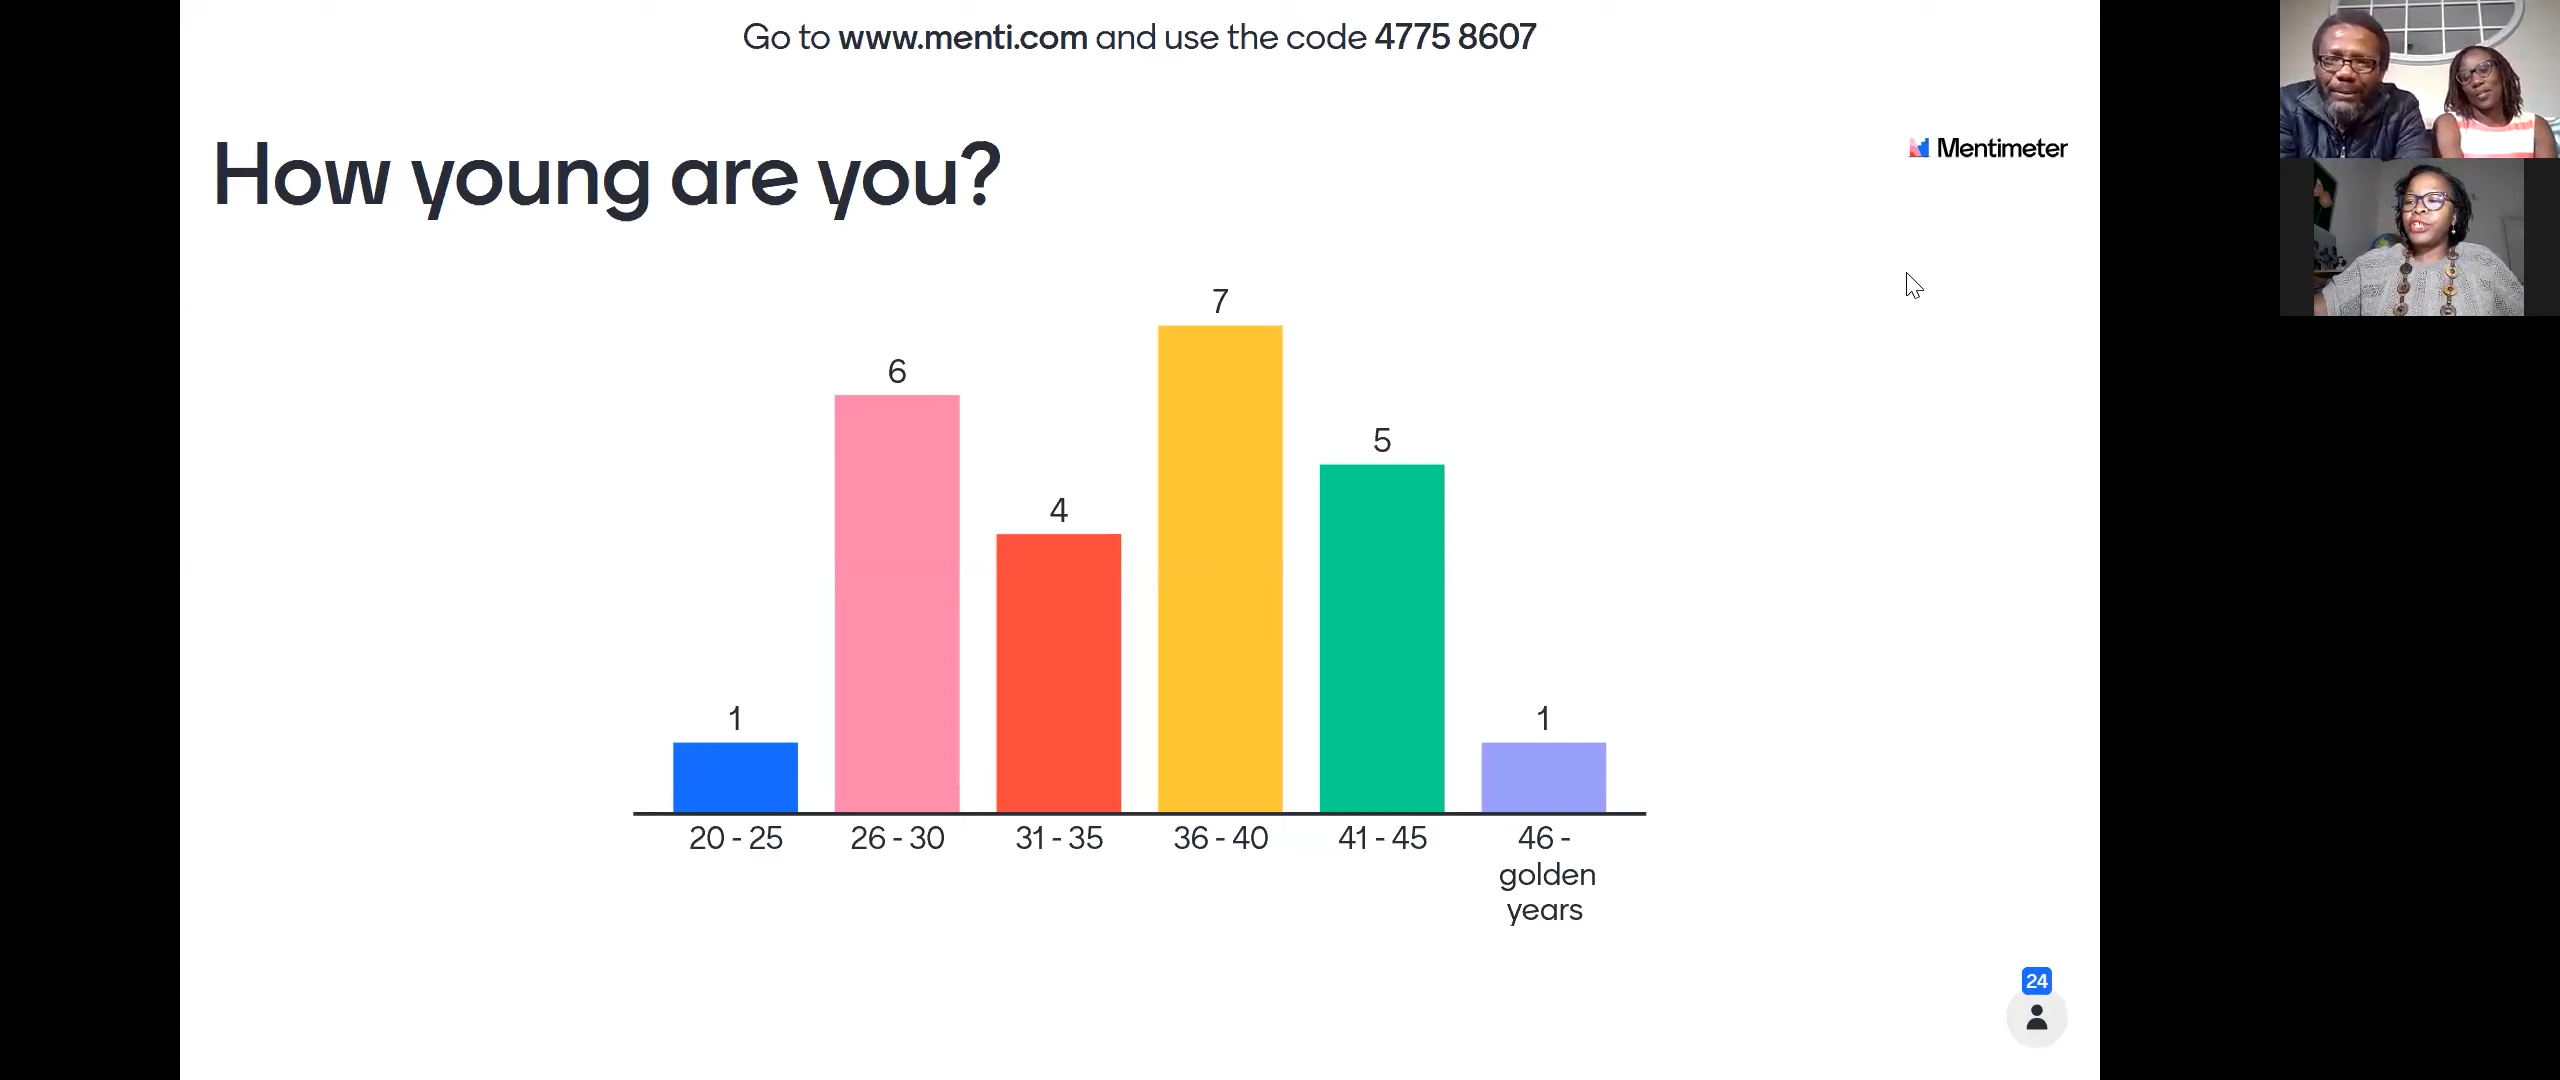 Go to www.menti.com and use the code 4775 8607
How young are you?
Mentimeter
7
6
5
4
1
1
20 - 25
26 - 30
31 - 35
36 - 40
41 - 45
46 -
golden
years
24